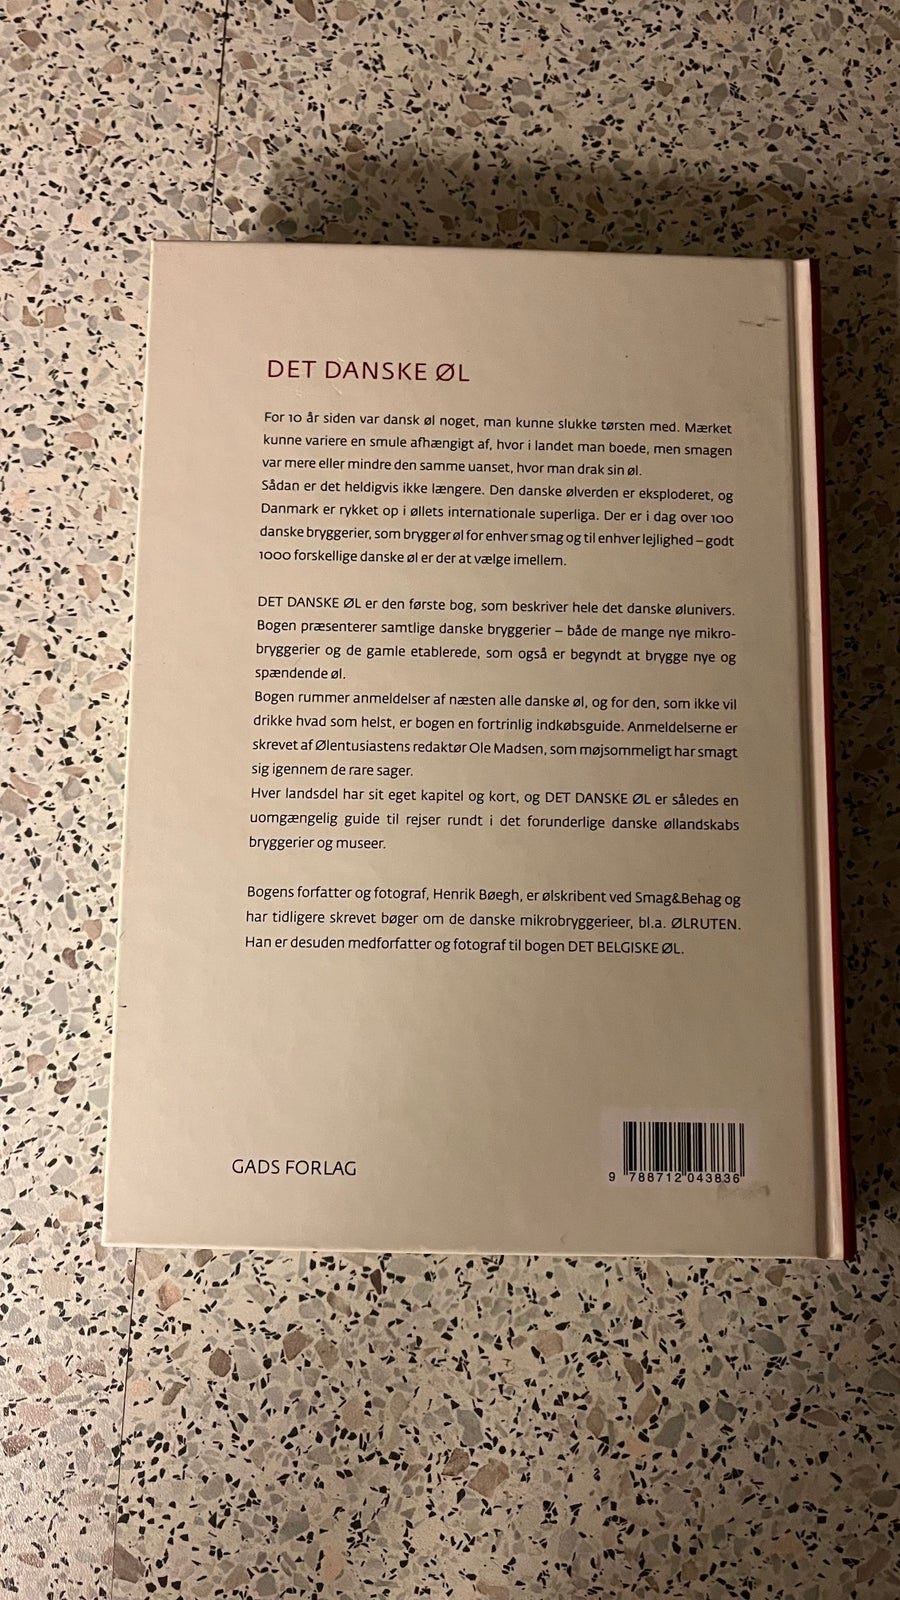 DET DANSKE ØL
For 10 år siden var dansk øl noget, man kunne slukke tørsten med. Mærket
kunne variere en smule afhængigt af, hvor i landet man boede, men smagen
var mere eller mindre den samme uanset, hvor man drak sin øl.
Sådan er det heldigvis ikke længere. Den danske ølverden er eksploderet, og
Danmark er rykket op i øllets internationale superliga. Der er i dag over 100
danske bryggerier, som brygger øl for enhver smag og til enhver lejlighed – godt
1000 forskellige danske øl er der at vælge imellem.
DET DANSKE ØL er den første bog, som beskriver hele det danske ølunivers.
Bogen præsenterer samtlige danske bryggerier – både de mange nye mikro-
bryggerier og de gamle etablerede, som også er begyndt at brygge nye og
spændende øl.
Bogen rummer anmeldelser af næsten alle danske øl, og for den, som ikke vil
drikke hvad som helst, er bogen en fortrinlig indkøbsguide. Anmeldelserne er
skrevet af Ølentusiastens redaktør Ole Madsen, som møjsommeligt har smagt
sig igennem de rare sager.
Hver landsdel har sit eget kapitel og kort, og DET DANSKE ØL er således en
uomgængelig guide til rejser rundt i det forunderlige danske øllandskabs
bryggerier og museer.
Bogens forfatter og fotograf, Henrik Bøegh, er ølskribent ved Smag&Behag og
har tidligere skrevet bøger om de danske mikrobryggerieer, bl.a. ØLRUTEN.
Han er desuden medforfatter og fotograf til bogen DET BELGISKE ØL.
GADS FORLAG
9 788712 043836